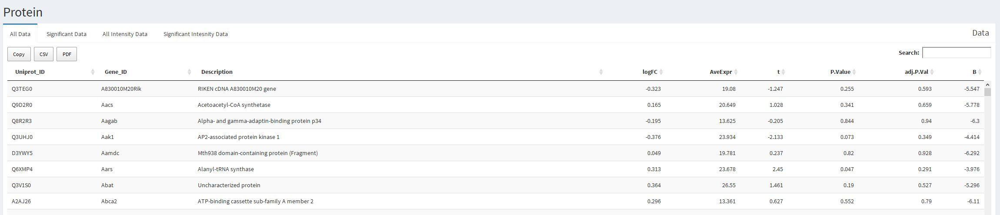 Protein
All Data Significant Data All Intensity Data Significant Intesnity Data Data
Copy CSV PDF Search:
Uniprot_ID Gene_ID Description logFC AveExpr t P.Value adj.P.Val B
Q3TEG0 A830010M20Rik RIKEN cDNA A830010M20 gene -0.323 19.08 -1.247 0.255 0.593 -5.547
Q9D2R0 Aacs Acetoacetyl-CoA synthetase 0.165 20.649 1.028 0.341 0.659 -5.778
Q8R2R3 Aagab Alpha- and gamma-adaptin-binding protein p34 -0.195 13.625 -0.205 0.844 0.94 -6.3
Q3UHJ0 Aak1 AP2-associated protein kinase 1 -0.376 23.934 -2.133 0.073 0.349 -4.414
D3YWY5 Aamdc Mth938 domain-containing protein (Fragment) 0.049 19.781 0.237 0.82 0.928 -6.292
Q6XMP4 Aars Alanyl-tRNA synthase 0.313 23.678 2.45 0.047 0.291 -3.976
Q3V1S0 Abat Uncharacterized protein 0.364 26.55 1.461 0.19 0.527 -5.296
A2AJ26 Abca2 ATP-binding cassette sub-family A member 2 0.296 13.361 0.627 0.552 0.79 -6.11